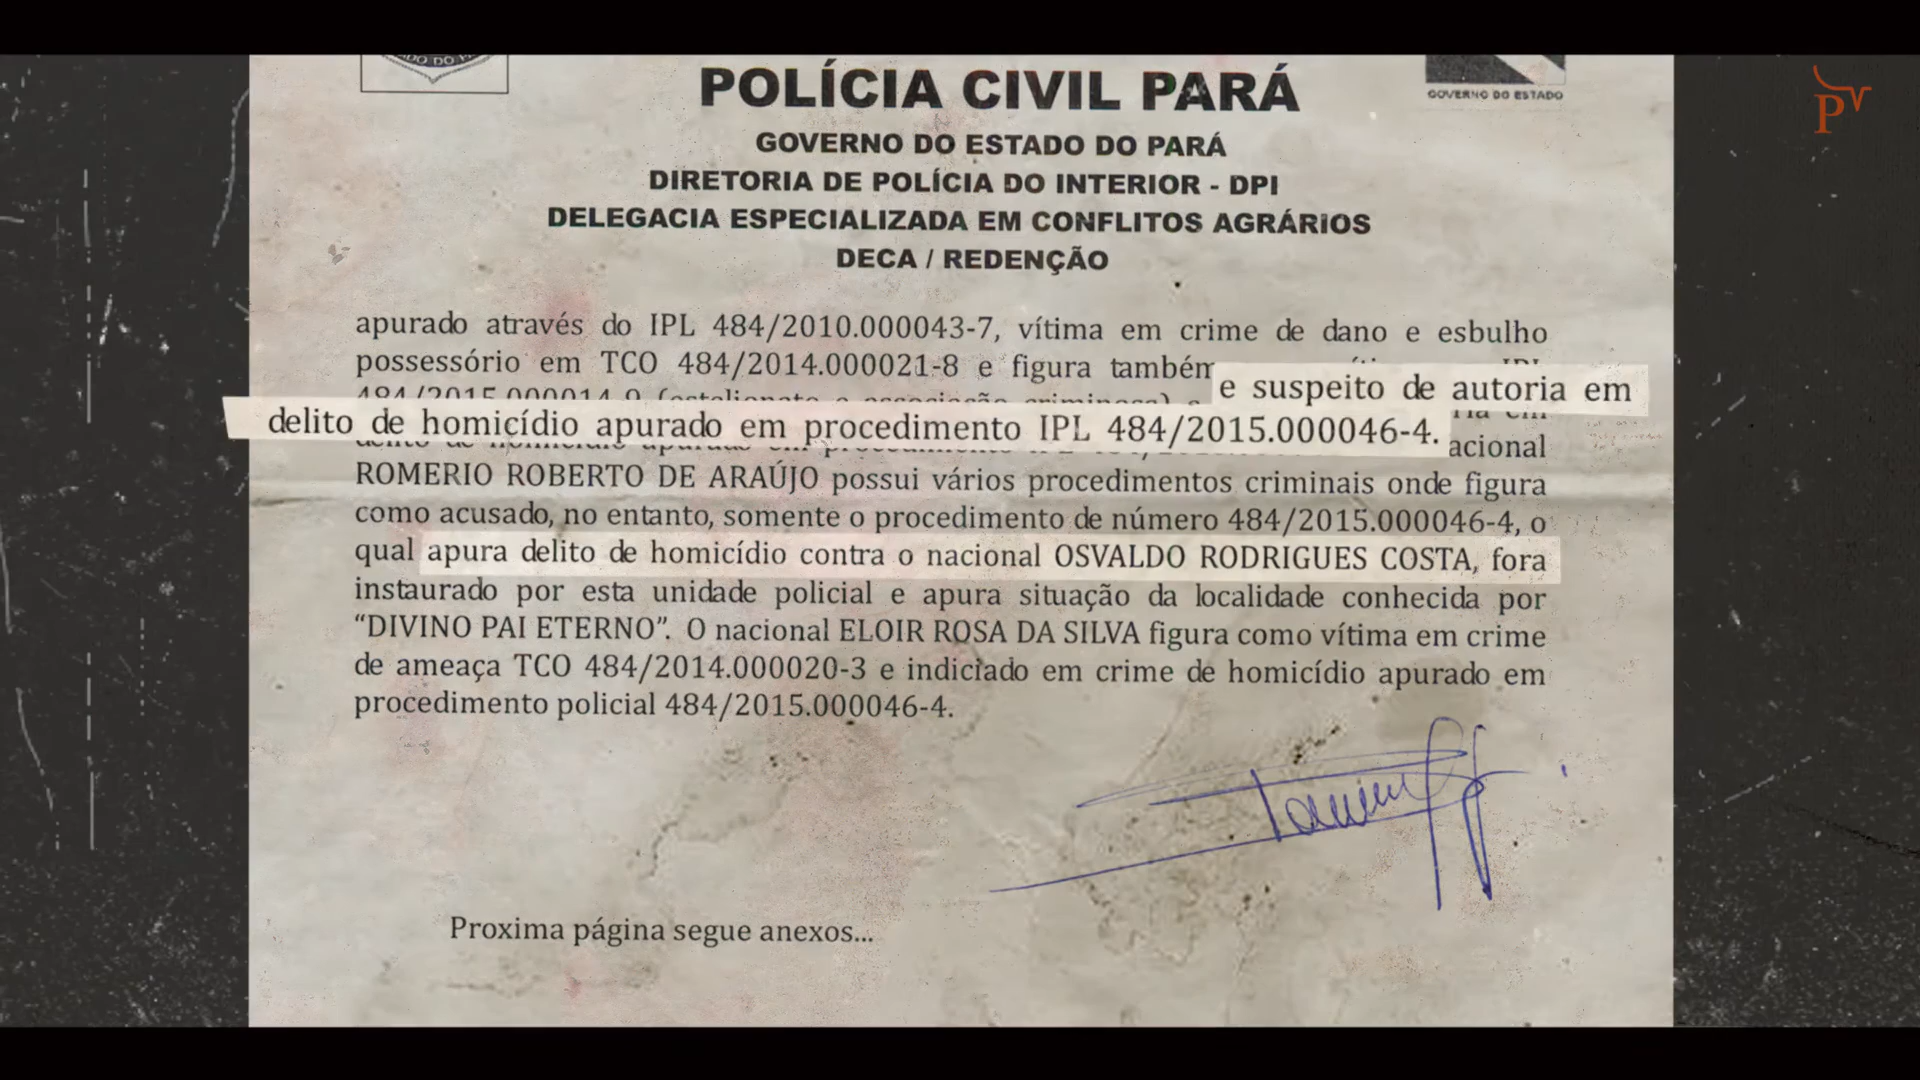 POLÍCIA CIVIL PARÁ
GOVERNO DO ESTADO
GOVERNO DO ESTADO DO PARÁ
DIRETORIA DE POLÍCIA DO INTERIOR - DPI
DELEGACIA ESPECIALIZADA EM CONFLITOS AGRÁRIOS
DECA / REDENÇÃO
PV
apurado através do IPL 484/2010.000043-7, vítima em crime de dano e esbulho
possessório em TCO 484/2014.000021-8 e figura também
e suspeito de autoria em
delito de homicídio apurado em procedimento IPL 484/2015.000046-4.
acional
ROMERIO ROBERTO DE ARAÚJO possui vários procedimentos criminais onde figura
como acusado, no entanto, somente o procedimento de número 484/2015.000046-4, o
qual apura delito de homicídio contra o nacional OSVALDO RODRIGUES COSTA, fora
instaurado por esta unidade policial e apura situação da localidade conhecida por
“DIVINO PAI ETERNO”. O nacional ELOIR ROSA DA SILVA figura como vítima em crime
de ameaça TCO 484/2014.000020-3 e indiciado em crime de homicídio apurado em
procedimento policial 484/2015.000046-4.
Proxima página segue anexos...